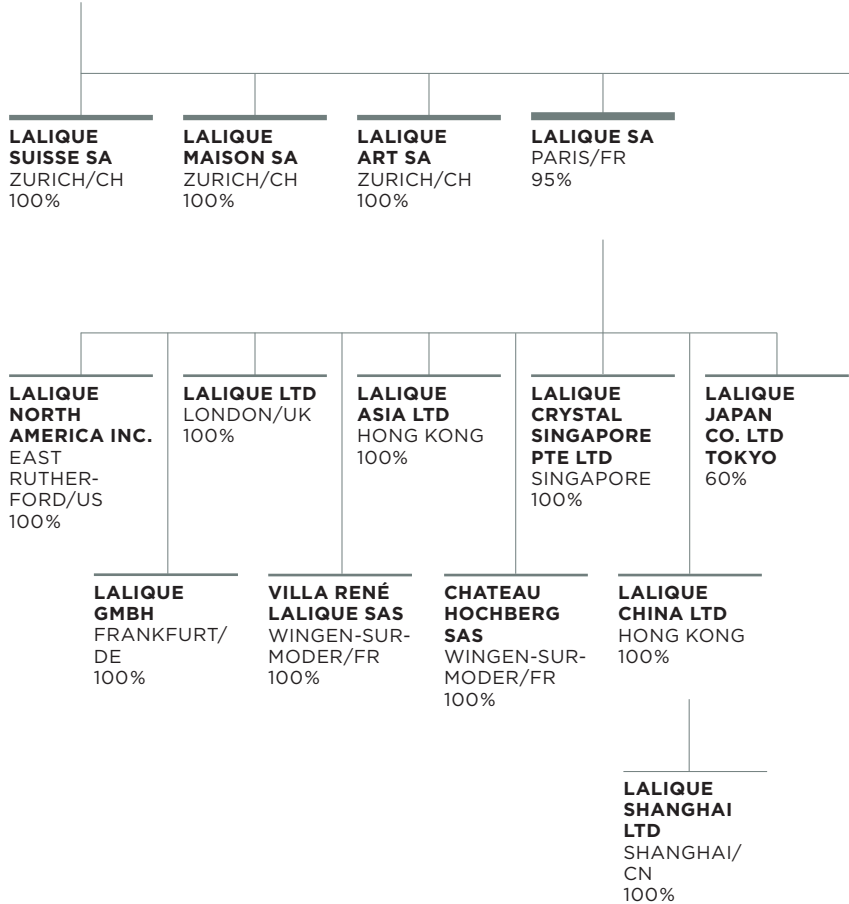 LALIQUE
SUISSE SA
ZURICH/CH
100%
LALIQUE
MAISON SA
ZURICH/CH
100%
LALIQUE
ART SA
ZURICH/CH
100%
LALIQUE SA
PARIS/FR
95%
LALIQUE
NORTH
AMERICA INC.
EAST
RUTHER-
FORD/US
100%
LALIQUE LTD
LONDON/UK
100%
LALIQUE
ASIA LTD
HONG KONG
100%
LALIQUE
CRYSTAL
SINGAPORE
PTE LTD
SINGAPORE
100%
LALIQUE
JAPAN
CO. LTD
TOKYO
60%
LALIQUE
GMBH
FRANKFURT/
DE
100%
VILLA RENÉ
LALIQUE SAS
WINGEN-SUR-
MODER/FR
100%
CHATEAU
HOCHBERG
SAS
WINGEN-SUR-
MODER/FR
100%
LALIQUE
CHINA LTD
HONG KONG
100%
LALIQUE
SHANGHAI
LTD
SHANGHAI/
CN
100%